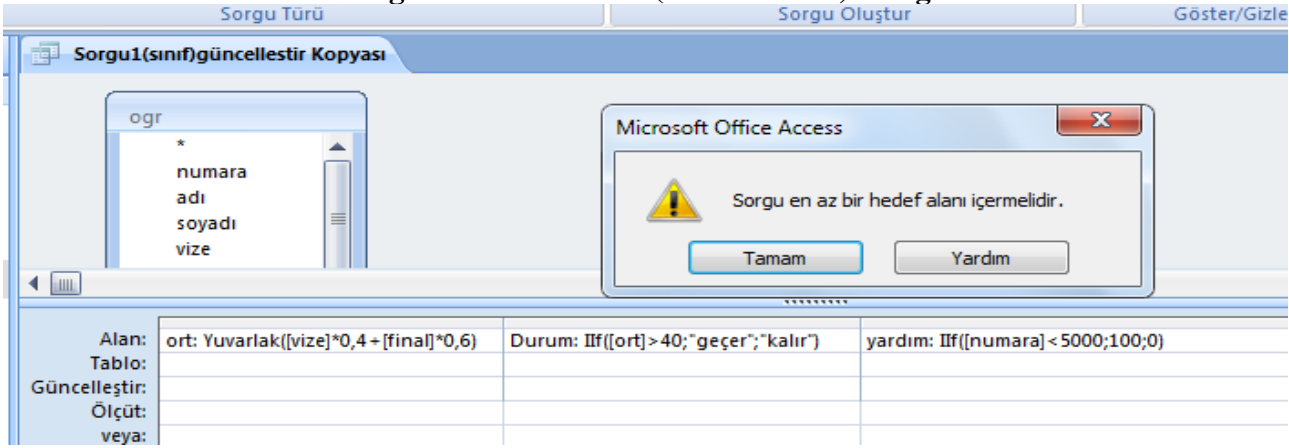 Sorgu Türü Sorgu Oluştur Göster/Gizle
Sorgu1(sınıf)güncellestir Kopyası
ogr
*
numara
adı
soyadı
vize
Microsoft Office Access
Sorgu en az bir hedef alanı içermelidir.
Tamam Yardım
Alan: ort: Yuvarlak([vize]*0,4+[final]*0,6) Durum: IIf([ort]>40;"geçer";"kalır") yardım: IIf([numara]<5000;100;0)
Tablo:
Güncelleştir:
Ölçüt:
veya: